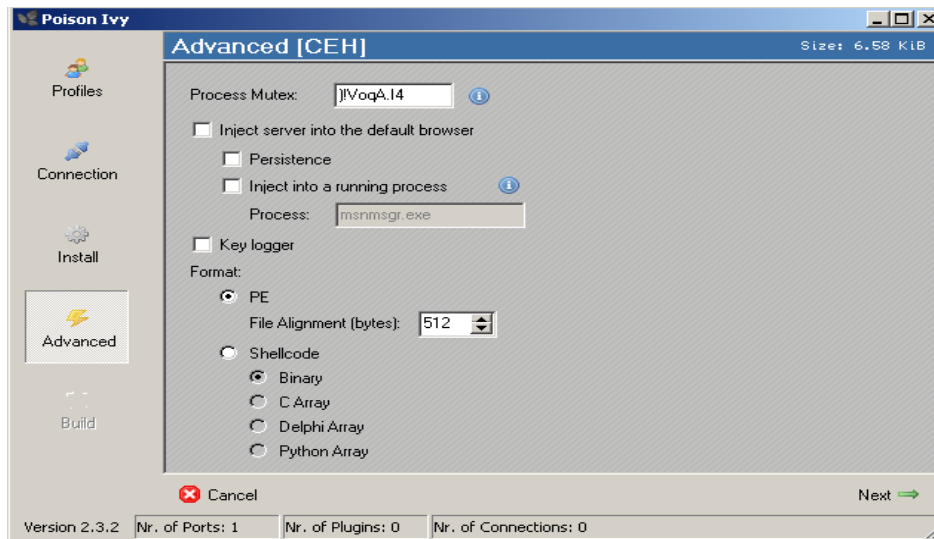 Poison Ivy
Advanced [CEH] Size: 6.58 KiB
Profiles
Connection
Install
Advanced
Build
Process Mutex: )!VoqA.I4
Inject server into the default browser
Persistence
Inject into a running process
Process: msnmsgr.exe
Key logger
Format:
PE
File Alignment (bytes): 512
Shellcode
Binary
C Array
Delphi Array
Python Array
Cancel Next
Version 2.3.2 Nr. of Ports: 1 Nr. of Plugins: 0 Nr. of Connections: 0